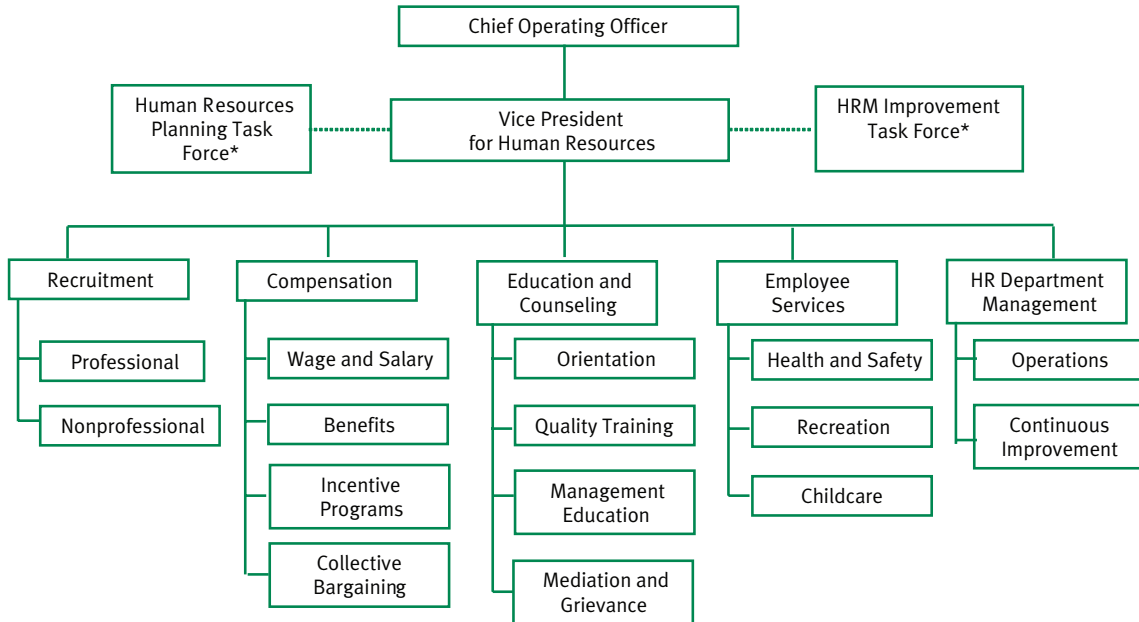 Chief Operating Officer
Human Resources
Planning Task
Force*
Vice President
for Human Resources
HRM Improvement
Task Force*
Recruitment
Professional
Nonprofessional
Compensation
Wage and Salary
Benefits
Incentive
Programs
Collective
Bargaining
Education and
Counseling
Orientation
Quality Training
Management
Education
Mediation and
Grievance
Employee
Services
Health and Safety
Recreation
Childcare
HR Department
Management
Operations
Continuous
Improvement